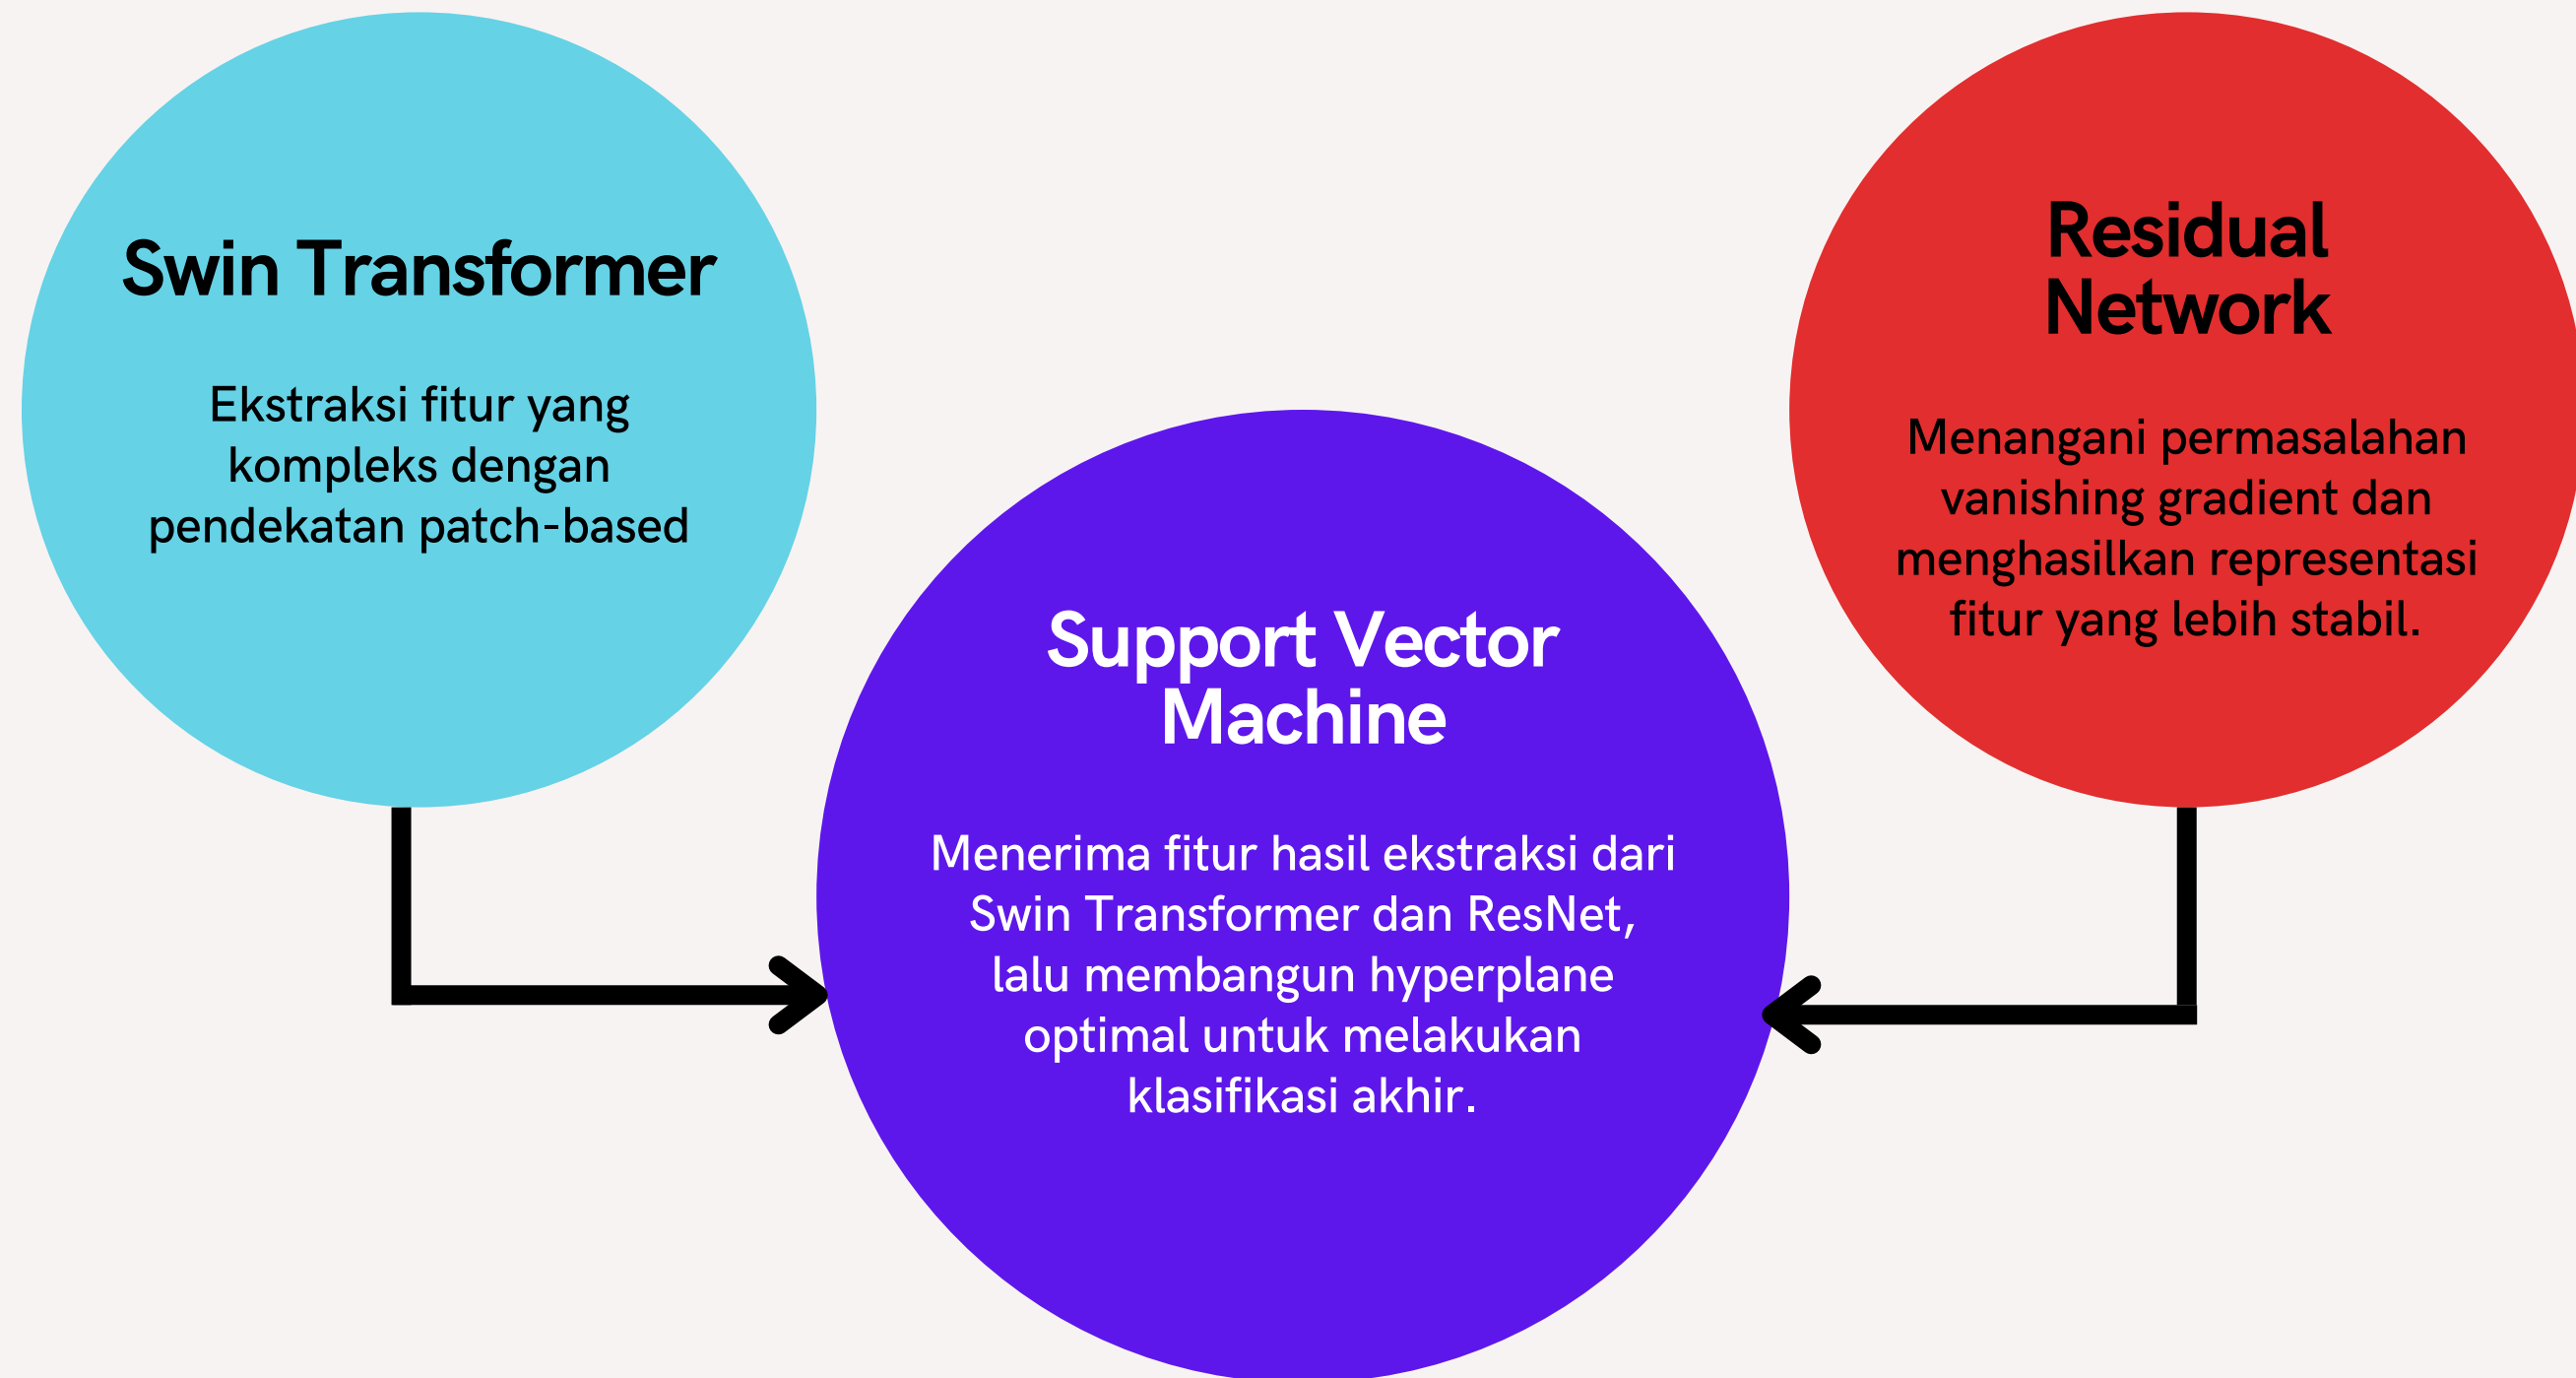 Swin Transformer
Ekstraksi fitur yang
kompleks dengan
pendekatan patch-based
Residual
Network
Menangani permasalahan
vanishing gradient dan
menghasilkan representasi
fitur yang lebih stabil.
Support Vector
Machine
Menerima fitur hasil ekstraksi dari
Swin Transformer dan ResNet,
lalu membangun hyperplane
optimal untuk melakukan
klasifikasi akhir.